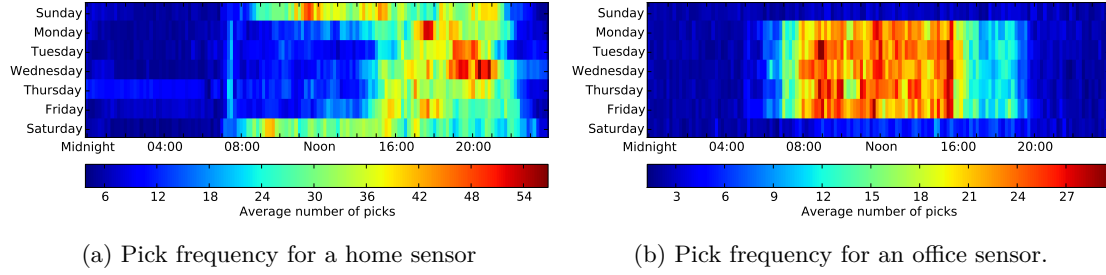 Sunday
Monday
Tuesday
Wednesday
Thursday
Friday
Saturday
Midnight 04:00 08:00 Noon 16:00 20:00
6 12 18 24 30 36 42 48 54
Average number of picks
(a) Pick frequency for a home sensor
Sunday
Monday
Tuesday
Wednesday
Thursday
Friday
Saturday
Midnight 04:00 08:00 Noon 16:00 20:00
3 6 9 12 15 18 21 24 27
Average number of picks
(b) Pick frequency for an office sensor.